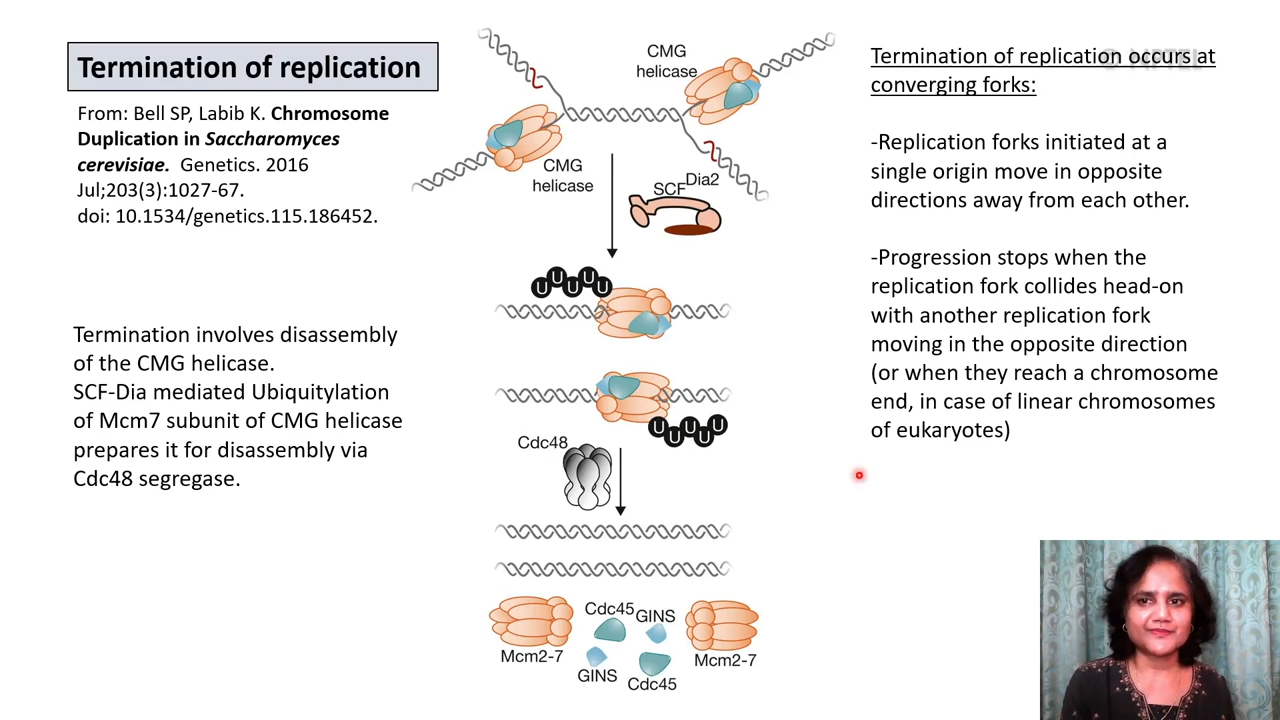 Termination of replication
From: Bell SP, Labib K. Chromosome
Duplication in Saccharomyces
cerevisiae. Genetics. 2016
Jul;203(3):1027-67.
doi: 10.1534/genetics.115.186452.
Termination involves disassembly
of the CMG helicase.
SCF-Dia mediated Ubiquitylation
of Mcm7 subunit of CMG helicase
prepares it for disassembly via
Cdc48 segregase.
CMG
helicase
CMG
helicase
SCFDia2
UUUUU
UUUUU
Cdc48
Cdc45
GINS
Mcm2-7
Mcm2-7
GINS
Cdc45
Termination of replication occurs at
converging forks:
-Replication forks initiated at a
single origin move in opposite
directions away from each other.
-Progression stops when the
replication fork collides head-on
with another replication fork
moving in the opposite direction
(or when they reach a chromosome
end, in case of linear chromosomes
of eukaryotes)
NPTEL